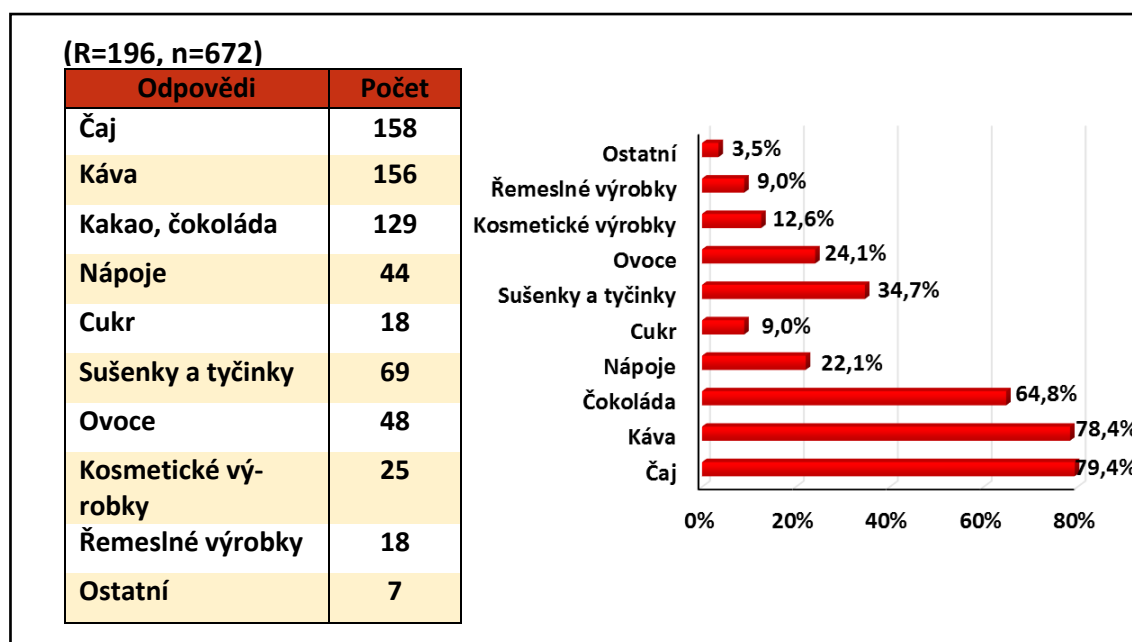 (R=196, n=672)
Odpovědi Počet
Čaj 158
Káva 156
Kakao, čokoláda 129
Nápoje 44
Cukr 18
Sušenky a tyčinky 69
Ovoce 48
Kosmetické vý-
robky 25
Řemeslné výrobky 18
Ostatní 7
Ostatní 3,5%
Řemeslné výrobky 9,0%
Kosmetické výrobky 12,6%
Ovoce 24,1%
Sušenky a tyčinky 34,7%
Cukr 9,0%
Nápoje 22,1%
Čokoláda 64,8%
Káva 78,4%
Čaj 79,4%
0% 20% 40% 60% 80%